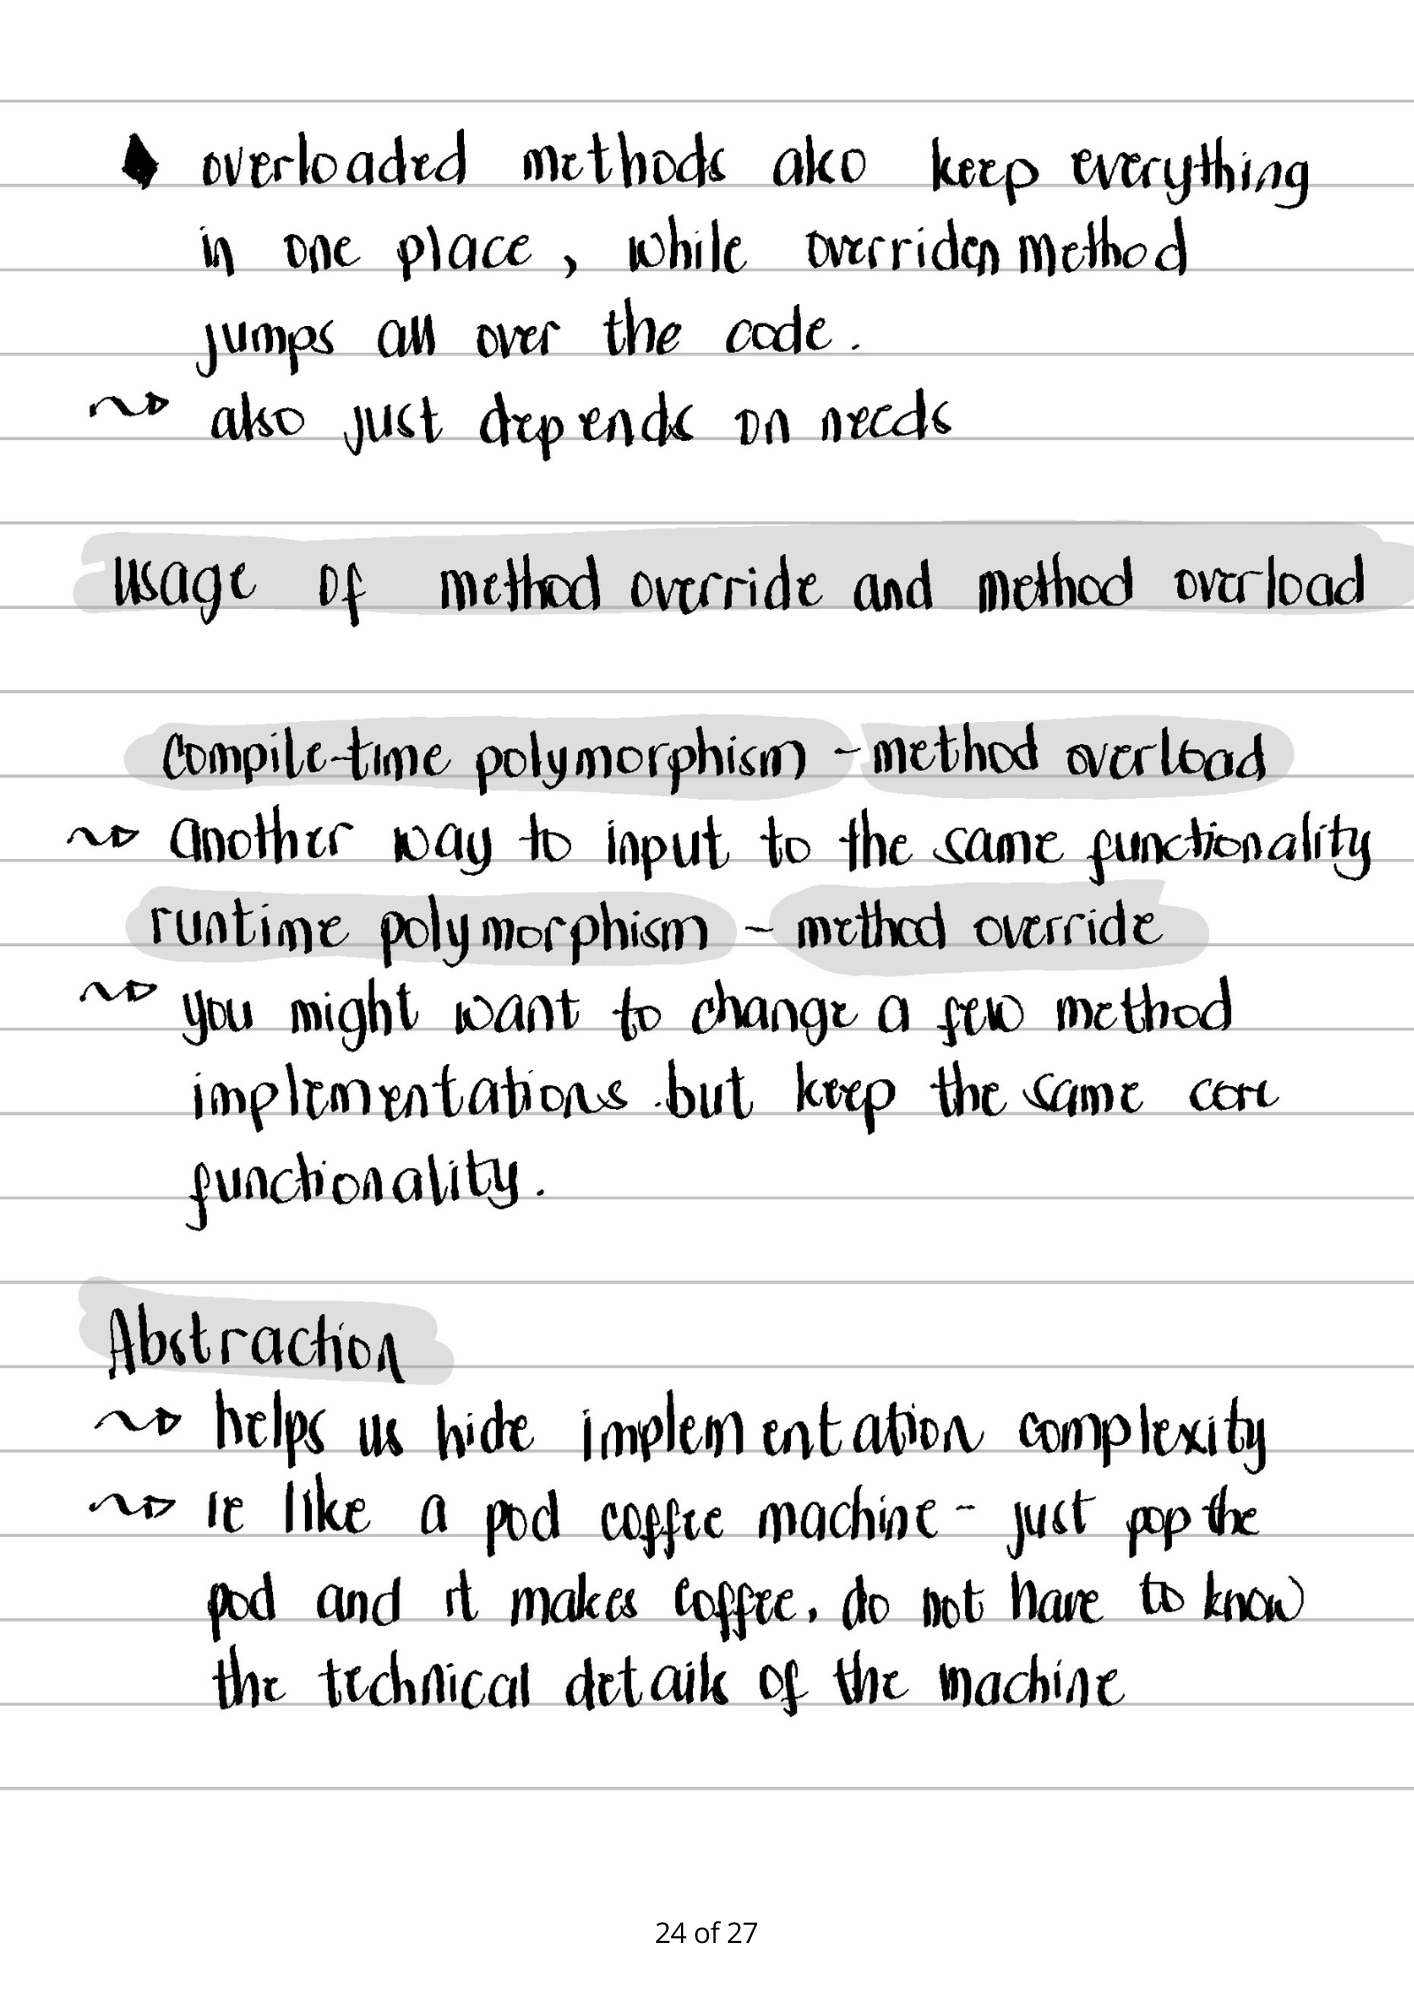 ♦ overloaded methods also keep everything
in one place, while overriden method
jumps all over the code.
~> also just depends on needs
Usage of method override and method overload
Compile-time polymorphism - method overload
~> another way to input to the same functionality
runtime polymorphism - method override
~> you might want to change a few method
implementations but keep the same core
functionality.
Abstraction
~> helps us hide implementation complexity
~> ie like a pod coffee machine - just pop the
pod and it makes coffee. do not have to know
the technical details of the machine
24 of 27